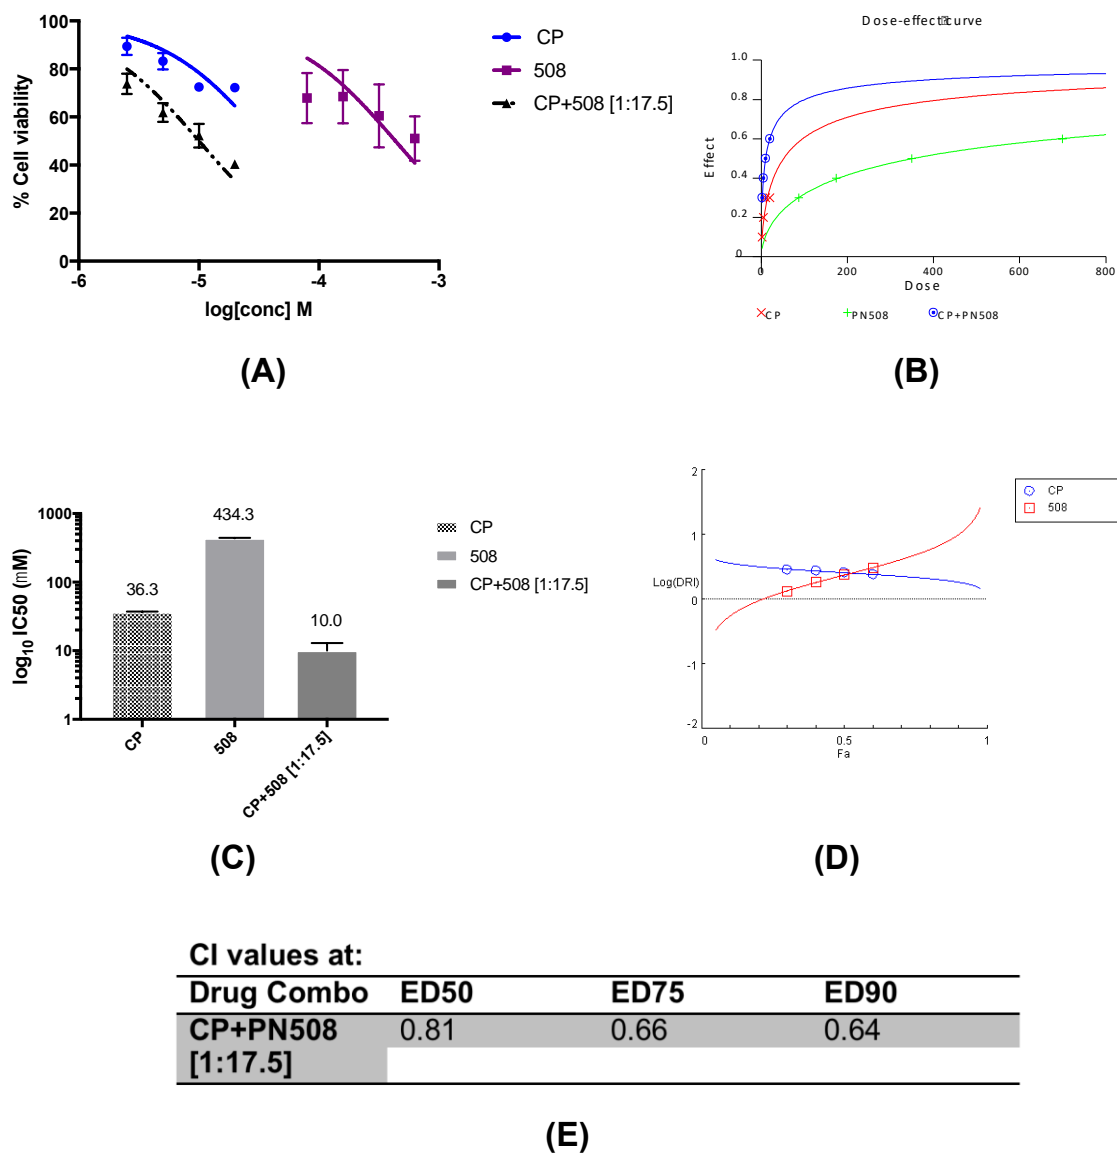 100
80
60
40
20
0
% Cell viability
-6
-5
-4
-3
log[conc] M
CP
508
CP+508 [1:17.5]
(A)
Dose-effect curve
1.0
0.8
0.6
0.4
0.2
0
Effect
0
200
400
600
800
Dose
CP
PN508
CP+PN508
(B)
1000
100
10
1
log10 IC50 (mM)
36.3
434.3
10.0
CP
508
CP+508 [1:17.5]
CP
508
CP+508 [1:17.5]
(C)
2
1
Log(DRI)
0
-1
-2
0
0.5
1
Fa
CP
508
(D)
CI values at:
Drug Combo ED50 ED75 ED90
CP+PN508 0.81 0.66 0.64
[1:17.5]
(E)